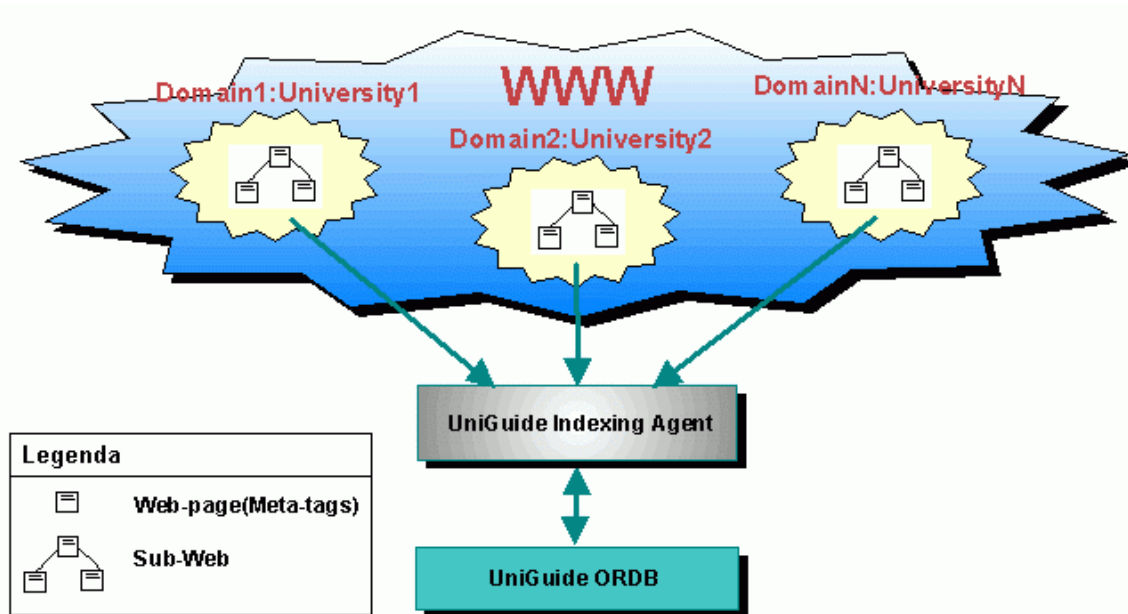 WWW
Domain1:University1
DomainN:UniversityN
Domain2:University2
UniGuide Indexing Agent
Legenda
Web-page(Meta-tags)
Sub-Web
UniGuide ORDB